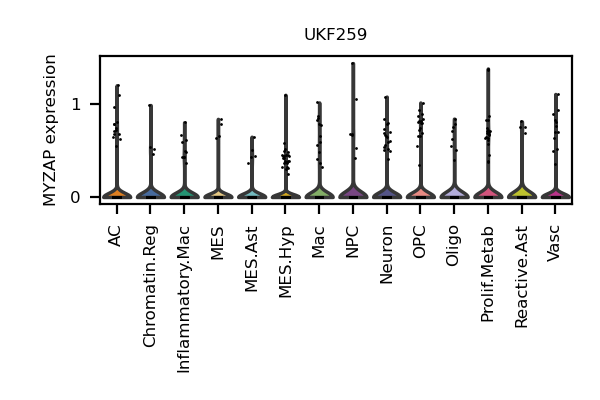 UKF259
MYZAP expression
1
0
AC
Chromatin.Reg
Inflammatory.Mac
MES
MES.Ast
MES.Hyp
Mac
NPC
Neuron
OPC
Oligo
Prolif.Metab
Reactive.Ast
Vasc